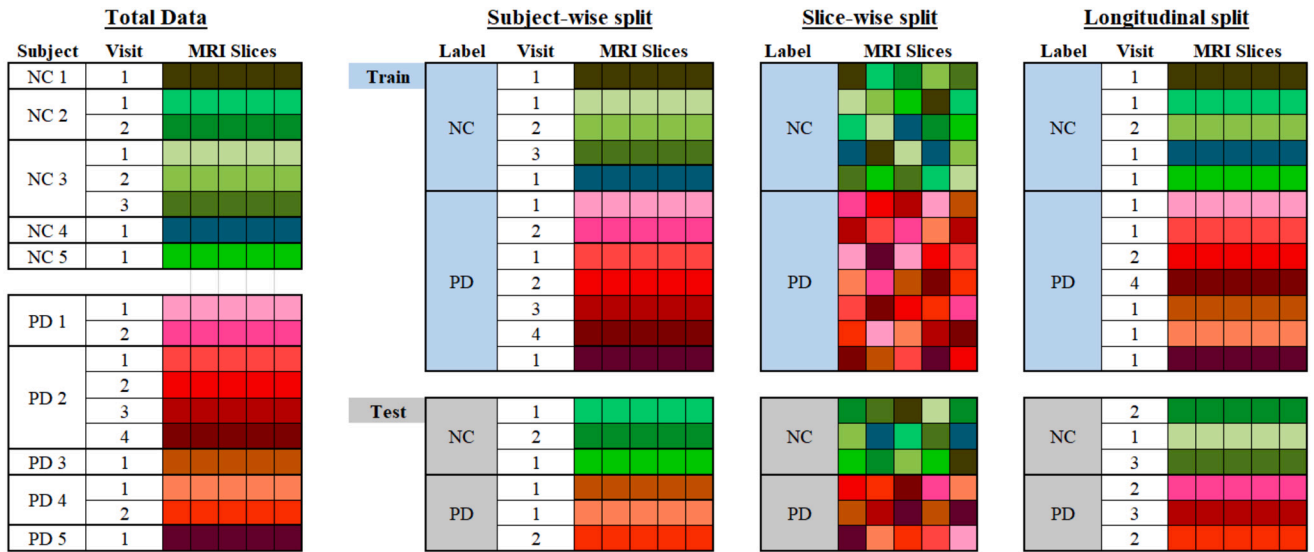 Total Data
Subject Visit MRI Slices
NC 1 1
NC 2 1
2
NC 3 1
2
3
NC 4 1
NC 5 1
PD 1 1
2
PD 2 1
2
3
4
PD 3 1
PD 4 1
2
PD 5 1
Subject-wise split
Label Visit MRI Slices
Train
NC
1
1
2
3
1
PD
1
2
1
2
3
4
1
Test
NC
1
2
1
PD
1
1
2
Slice-wise split
Label MRI Slices
NC
PD
NC
PD
Longitudinal split
Label Visit MRI Slices
NC
1
1
2
1
1
PD
1
1
2
4
1
1
1
NC
2
1
3
PD
2
3
2